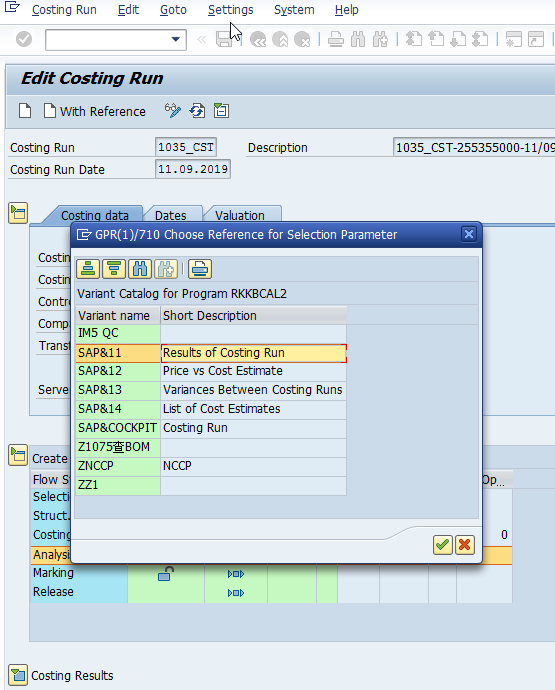 Costing Run Edit Goto Settings System Help
Edit Costing Run
With Reference
Costing Run 1035_CST Description 1035_CST-255355000-11/09
Costing Run Date 11.09.2019
Costing data Dates Valuation
GPR(1)/710 Choose Reference for Selection Parameter
Variant Catalog for Program RKKBCAL2
Variant name Short Description
IM5 QC
SAP&11 Results of Costing Run
SAP&12 Price vs Cost Estimate
SAP&13 Variances Between Costing Runs
SAP&14 List of Cost Estimates
SAP&COCKPIT Costing Run
Z1075查BOM
ZNCCP NCCP
ZZ1
Costin
Costin
Contr
Comp
Transf
Serve
Create
Flow S Op...
Selecti
Struct.
Costing 0
Analysi
Marking
Release
Costing Results